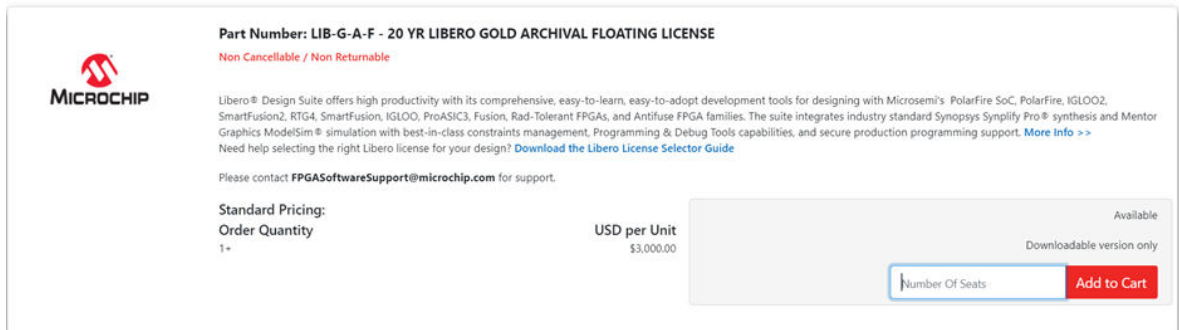 Part Number: LIB-G-A-F - 20 YR LIBERO GOLD ARCHIVAL FLOATING LICENSE
Non Cancellable / Non Returnable
MICROCHIP
Libero® Design Suite offers high productivity with its comprehensive, easy-to-learn, easy-to-adopt development tools for designing with Microsemi's PolarFire SoC, PolarFire, IGLOO2,
SmartFusion2, RTG4, SmartFusion, IGLOO, ProASIC3, Fusion, Rad-Tolerant FPGAs, and Antifuse FPGA families. The suite integrates industry standard Synopsys Synplify Pro® synthesis and Mentor
Graphics ModelSim® simulation with best-in-class constraints management, Programming & Debug Tools capabilities, and secure production programming support. More Info >>
Need help selecting the right Libero license for your design? Download the Libero License Selector Guide
Please contact FPGASoftwareSupport@microchip.com for support.
Standard Pricing:
Order Quantity USD per Unit
1+ $3,000.00
Available
Downloadable version only
Number Of Seats Add to Cart